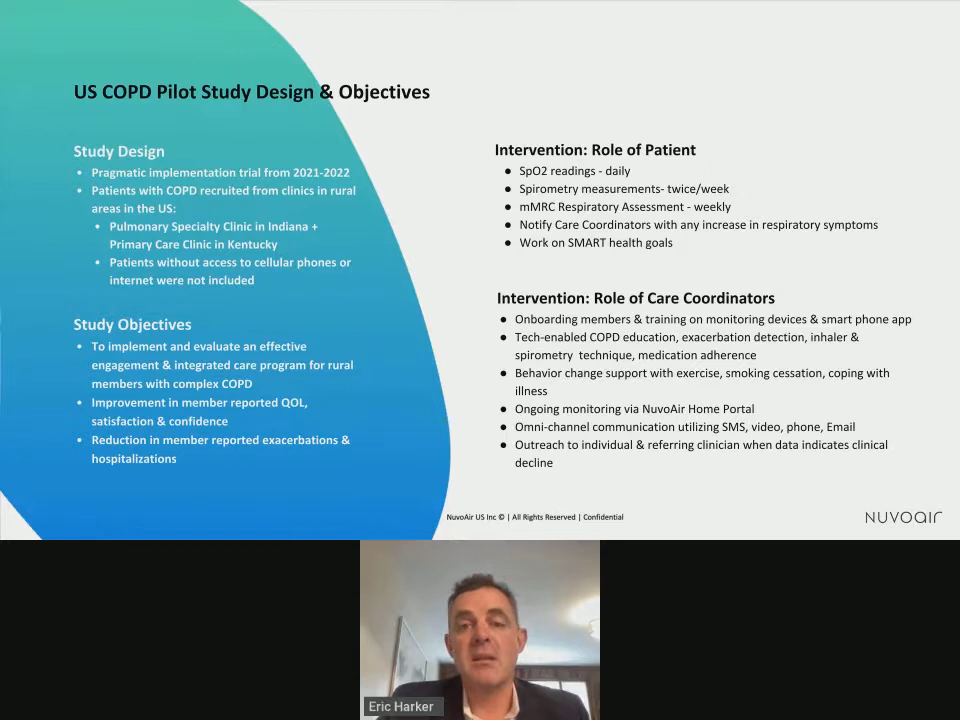 US COPD Pilot Study Design & Objectives
Study Design
• Pragmatic implementation trial from 2021-2022
• Patients with COPD recruited from clinics in rural
areas in the US:
• Pulmonary Specialty Clinic in Indiana +
Primary Care Clinic in Kentucky
• Patients without access to cellular phones or
internet were not included
Study Objectives
• To implement and evaluate an effective
engagement & integrated care program for rural
members with complex COPD
• Improvement in member reported QOL,
satisfaction & confidence
• Reduction in member reported exacerbations &
hospitalizations
Intervention: Role of Patient
● SpO2 readings - daily
● Spirometry measurements- twice/week
● mMRC Respiratory Assessment - weekly
● Notify Care Coordinators with any increase in respiratory symptoms
● Work on SMART health goals
Intervention: Role of Care Coordinators
● Onboarding members & training on monitoring devices & smart phone app
● Tech-enabled COPD education, exacerbation detection, inhaler &
spirometry technique, medication adherence
● Behavior change support with exercise, smoking cessation, coping with
illness
● Ongoing monitoring via NuvoAir Home Portal
● Omni-channel communication utilizing SMS, video, phone, Email
● Outreach to individual & referring clinician when data indicates clinical
decline
NuvoAir US Inc © | All Rights Reserved | Confidential
NUVOAIR
Eric Harker